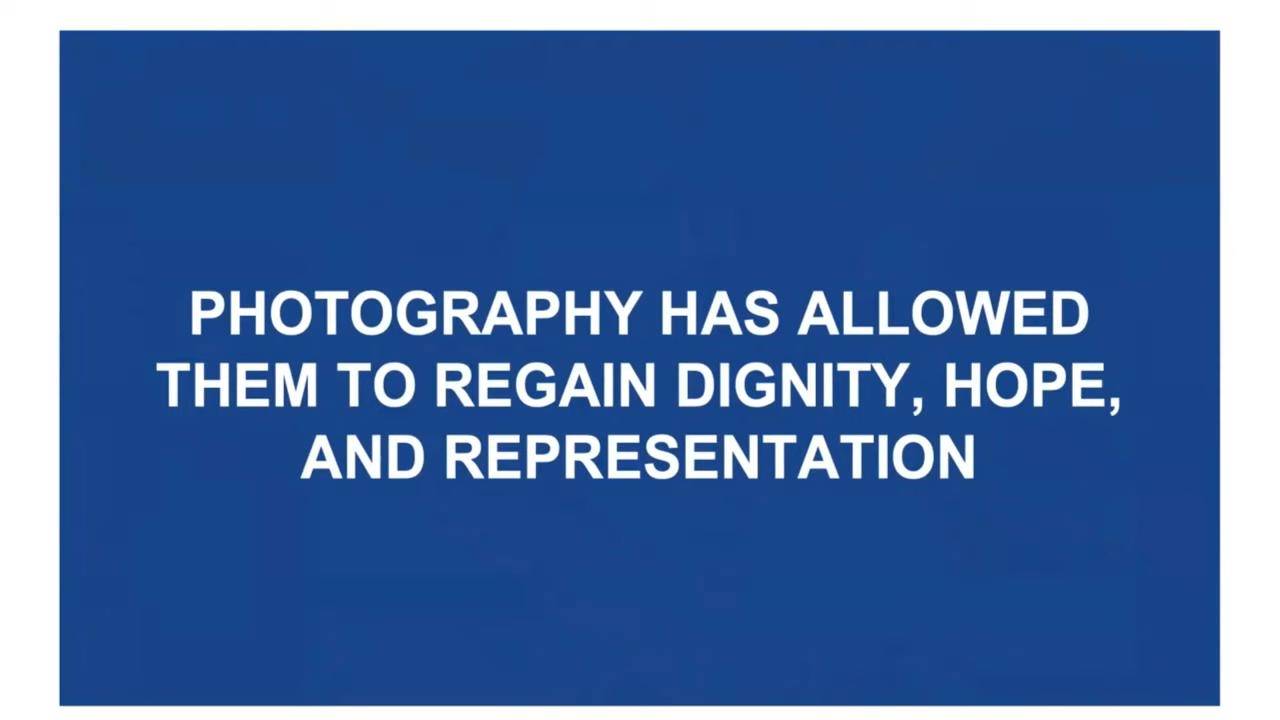 PHOTOGRAPHY HAS ALLOWED
THEM TO REGAIN DIGNITY, HOPE,
AND REPRESENTATION